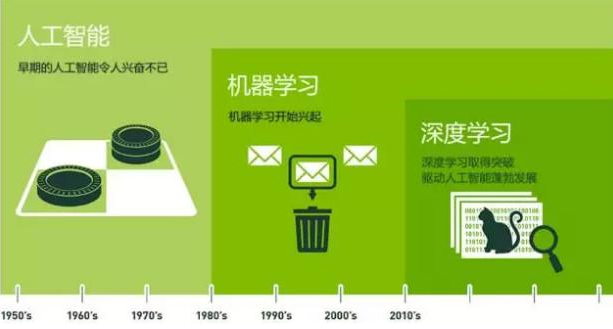 人工智能
早期的人工智能令人兴奋不已
机器学习
机器学习开始兴起
深度学习
深度学习取得突破
驱动人工智能蓬勃发展
1950's 1960's 1970's 1980's 1990's 2000's 2010's